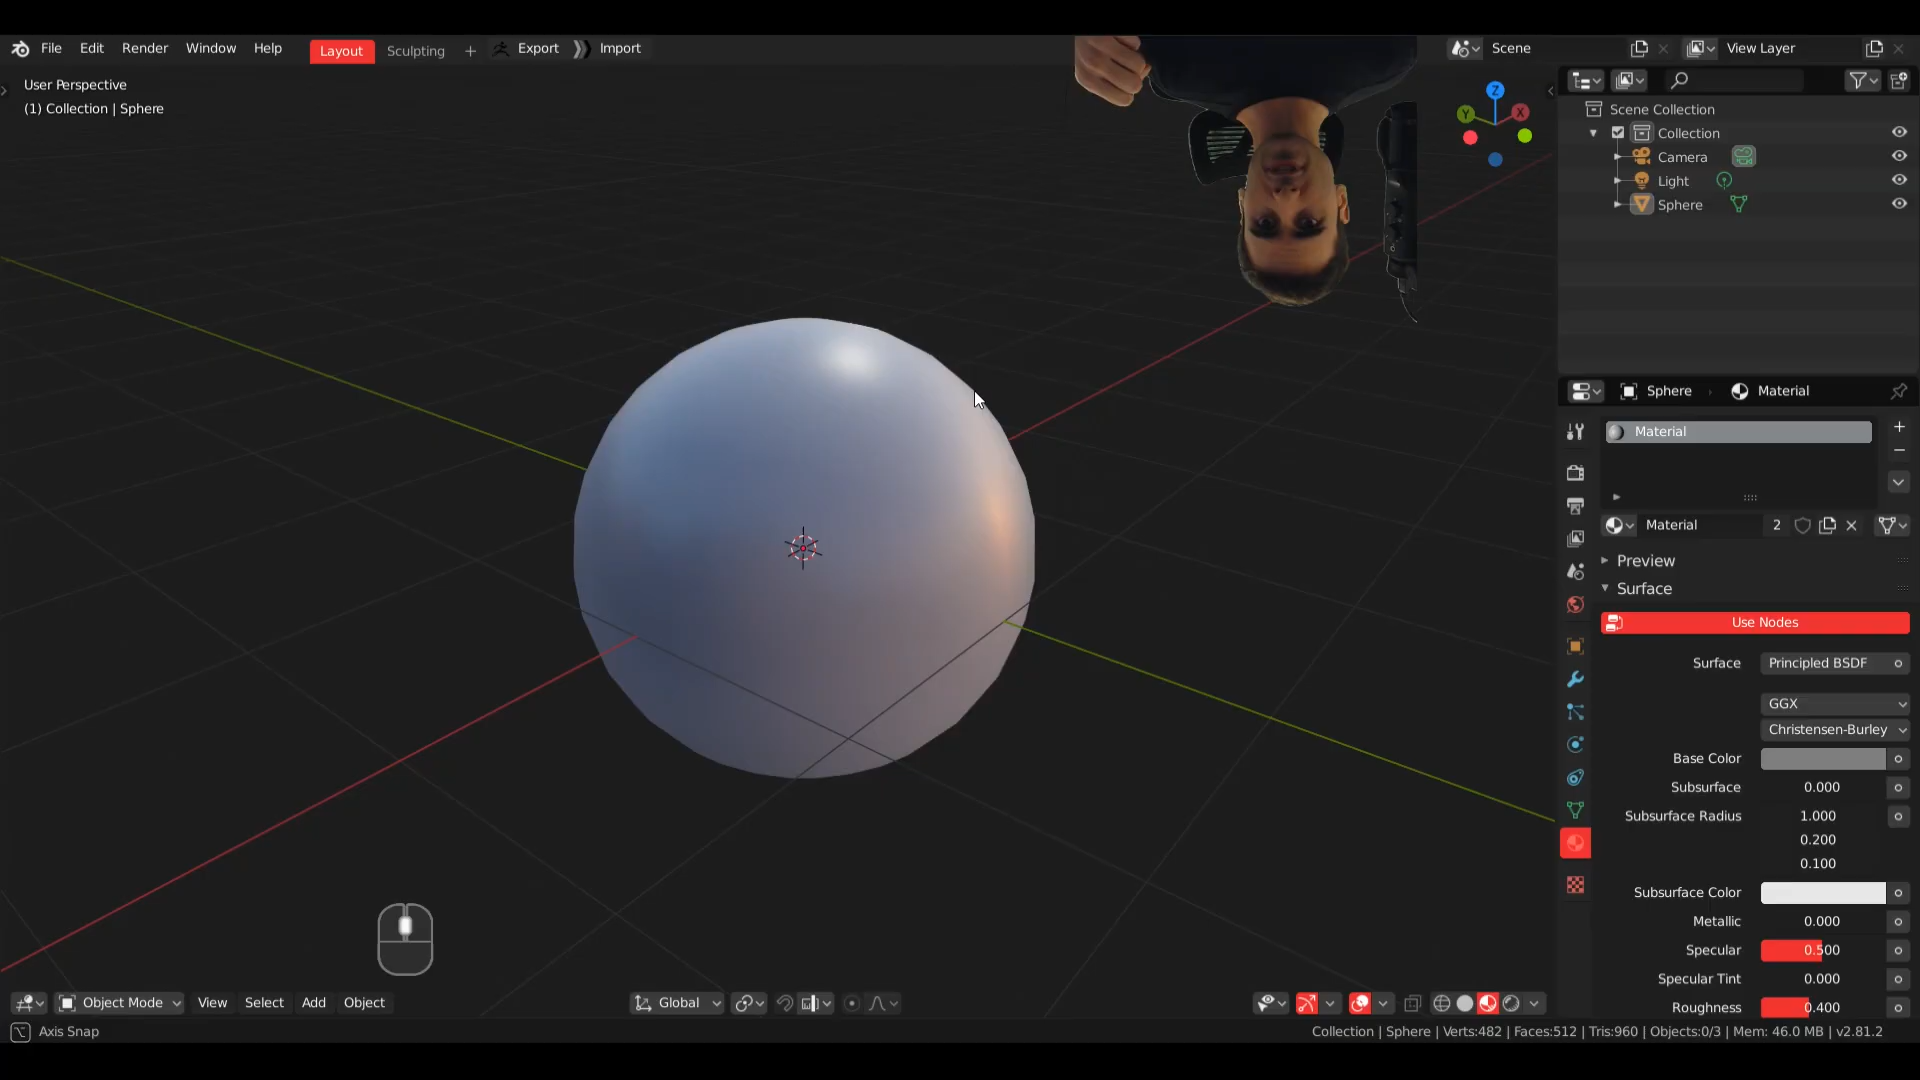 File Edit Render Window Help Layout Sculpting + Export Import Scene View Layer
User Perspective
(1) Collection | Sphere
Z
Y
X
Scene Collection
Collection
Camera
Light
Sphere
Sphere › Material
Material
Material 2
Preview
Surface
Use Nodes
Surface Principled BSDF
GGX
Christensen-Burley
Base Color
Subsurface 0.000
Subsurface Radius 1.000
0.200
0.100
Subsurface Color
Metallic 0.000
Specular 0.500
Specular Tint 0.000
Roughness 0.400
Object Mode View Select Add Object Global
Axis Snap
Collection | Sphere | Verts:482 | Faces:512 | Tris:960 | Objects:0/3 | Mem: 46.0 MB | v2.81.2